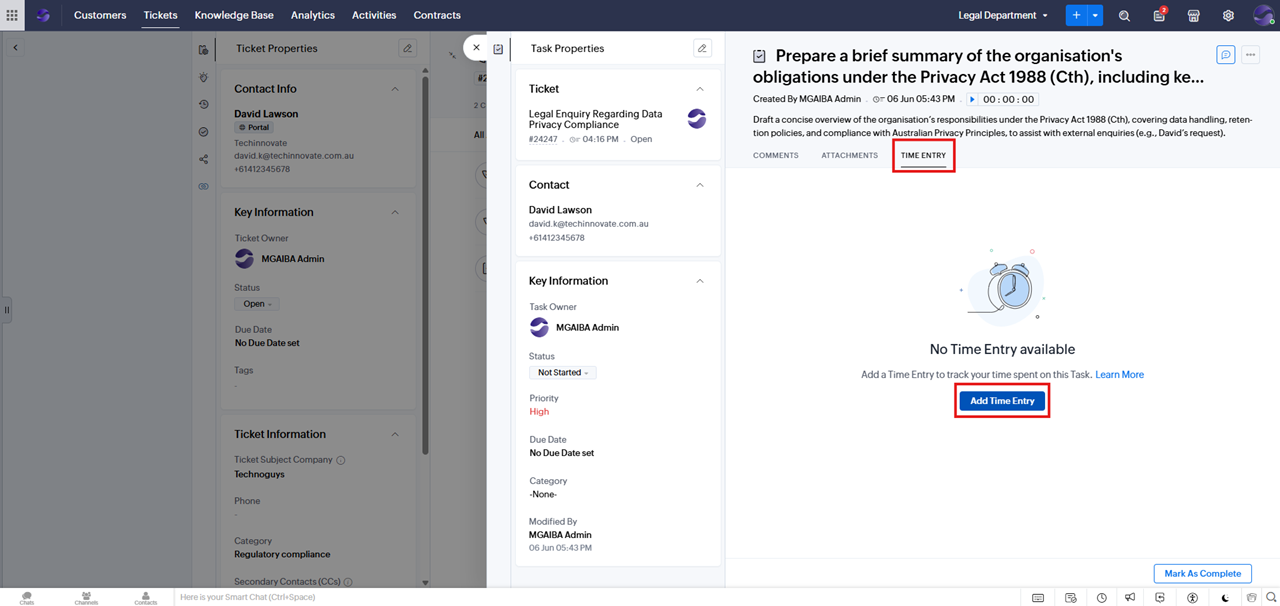 Customers
Tickets
Knowledge Base
Analytics
Activities
Contracts
Legal Department
2
Ticket Properties
Contact Info
David Lawson
Portal
Techinnovate
david.k@techinnovate.com.au
+61412345678
Key Information
Ticket Owner
MGAIBA Admin
Status
Open
Due Date
No Due Date set
Tags
-
Ticket Information
Ticket Subject Company
Technoguys
Phone
-
Category
Regulatory compliance
Secondary Contacts (CCs)
All
Task Properties
Ticket
Legal Enquiry Regarding Data
Privacy Compliance
#24247 . 04:16 PM . Open
Contact
David Lawson
david.k@techinnovate.com.au
+61412345678
Key Information
Task Owner
MGAIBA Admin
Status
Not Started
Priority
High
Due Date
No Due Date set
Category
-None-
Modified By
MGAIBA Admin
06 Jun 05:43 PM
Prepare a brief summary of the organisation's
obligations under the Privacy Act 1988 (Cth), including ke...
Created By MGAIBA Admin . 06 Jun 05:43 PM . 00 : 00 : 00
Draft a concise overview of the organisation's responsibilities under the Privacy Act 1988 (Cth), covering data handling, reten-
tion policies, and compliance with Australian Privacy Principles, to assist with external enquiries (e.g., David's request).
COMMENTS
ATTACHMENTS
TIME ENTRY
No Time Entry available
Add a Time Entry to track your time spent on this Task. Learn More
Add Time Entry
Mark As Complete
Chats
Channels
Contacts
Here is your Smart Chat (Ctrl+Space)